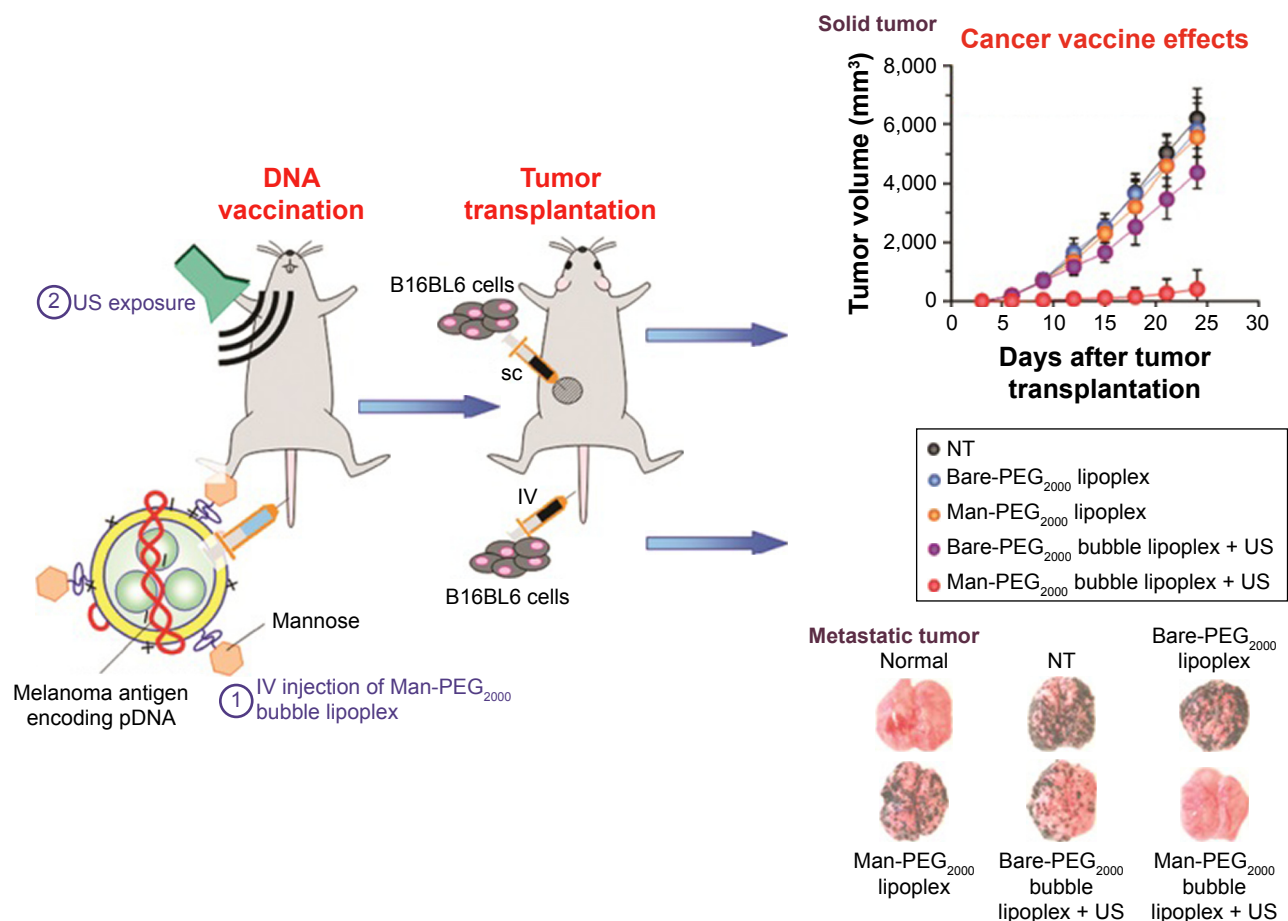 DNA
vaccination
② US exposure
Mannose
Melanoma antigen
encoding pDNA
① IV injection of Man-PEG₂₀₀₀
bubble lipoplex
Tumor
transplantation
B16BL6 cells
sc
IV
B16BL6 cells
Solid tumor
Cancer vaccine effects
Tumor volume (mm³)
8,000
6,000
4,000
2,000
0
0 5 10 15 20 25 30
Days after tumor
transplantation
NT
Bare-PEG₂₀₀₀ lipoplex
Man-PEG₂₀₀₀ lipoplex
Bare-PEG₂₀₀₀ bubble lipoplex + US
Man-PEG₂₀₀₀ bubble lipoplex + US
Metastatic tumor
Normal
NT
Bare-PEG₂₀₀₀
lipoplex
Man-PEG₂₀₀₀
lipoplex
Bare-PEG₂₀₀₀
bubble
lipoplex + US
Man-PEG₂₀₀₀
bubble
lipoplex + US